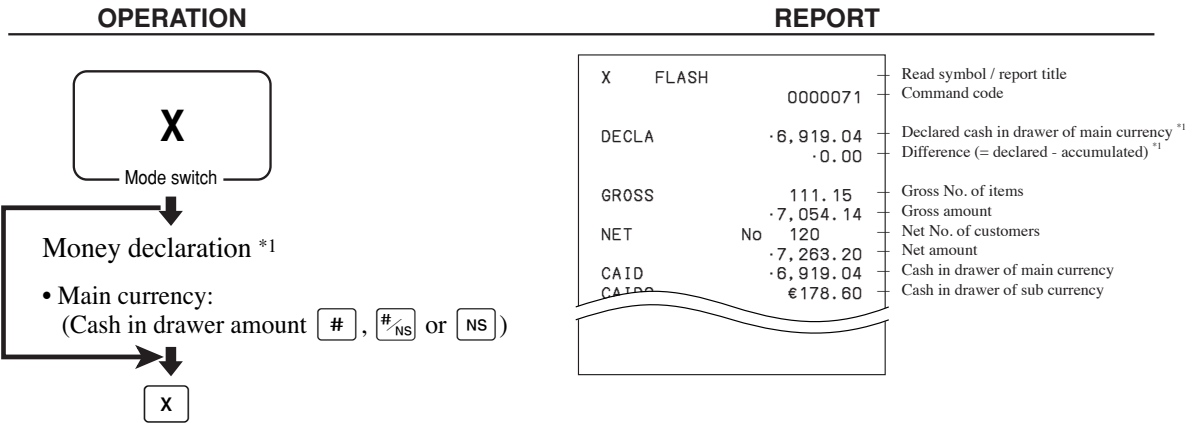 OPERATION
REPORT
X
Mode switch
Money declaration *1
• Main currency:
(Cash in drawer amount # , #/NS or NS )
X
X FLASH
0000071
DECLA ·6,919.04
·0.00
GROSS 111.15
·7,054.14
NET No 120
·7,263.20
CAID ·6,919.04
€178.60
Read symbol / report title
Command code
Declared cash in drawer of main currency *1
Difference (= declared - accumulated) *1
Gross No. of items
Gross amount
Net No. of customers
Net amount
Cash in drawer of main currency
Cash in drawer of sub currency